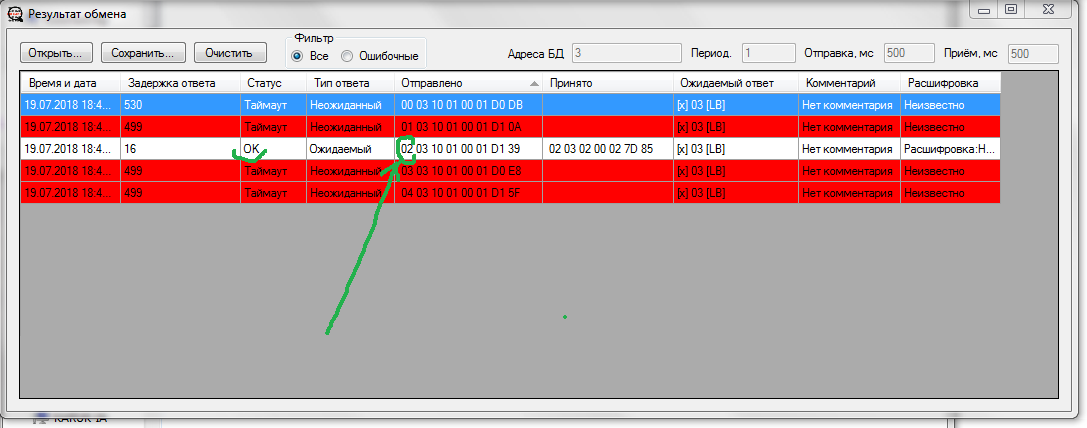 Результат обмена
Открыть... Сохранить... Очистить Фильтр Все Ошибочные Адреса БД 3 Период. 1 Отправка, мс 500 Приём, мс 500
Время и дата Задержка ответа Статус Тип ответа Отправлено Принято Ожидаемый ответ Комментарий Расшифровка
19.07.2018 18:4... 530 Таймаут Неожиданный 00 03 10 01 00 01 D0 DB [x] 03 [LB] Нет комментария Неизвестно
19.07.2018 18:4... 499 Таймаут Неожиданный 01 03 10 01 00 01 D1 0A [x] 03 [LB] Нет комментария Неизвестно
19.07.2018 18:4... 16 OK Ожидаемый 02 03 10 01 00 01 D1 39 02 03 02 00 02 7D 85 [x] 03 [LB] Нет комментария Расшифровка:Н...
19.07.2018 18:4... 499 Таймаут Неожиданный 03 03 10 01 00 01 D0 E8 [x] 03 [LB] Нет комментария Неизвестно
19.07.2018 18:4... 499 Таймаут Неожиданный 04 03 10 01 00 01 D1 5F [x] 03 [LB] Нет комментария Неизвестно